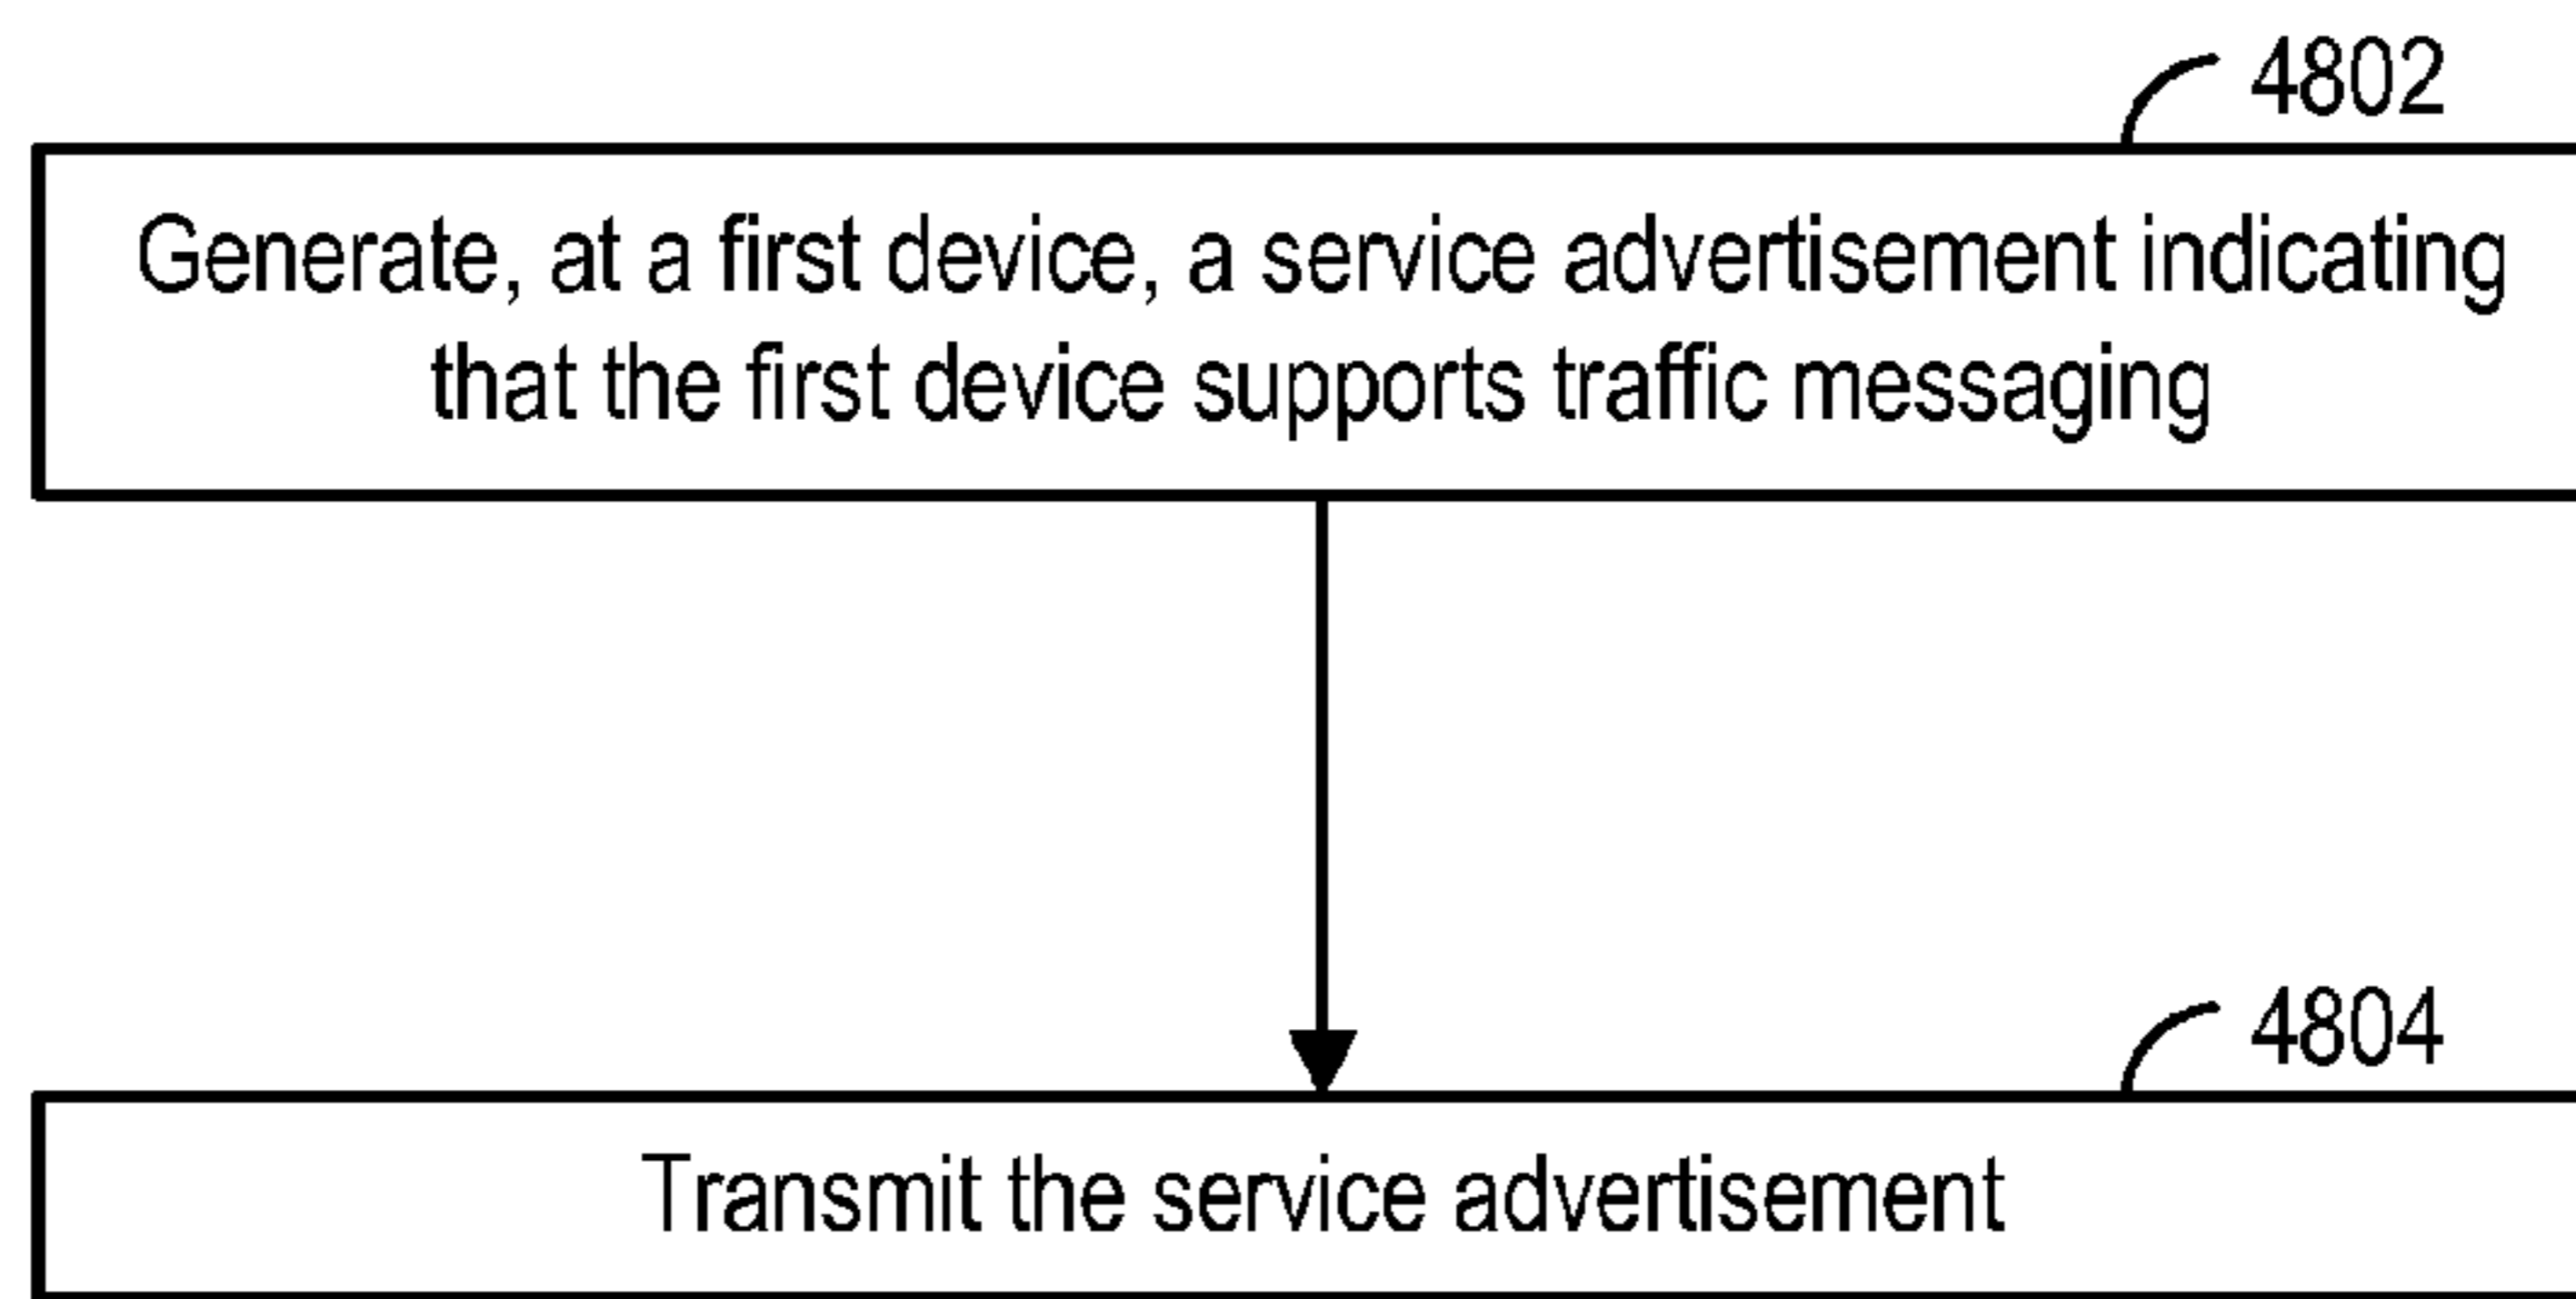 4802
Generate, at a first device, a service advertisement indicating
that the first device supports traffic messaging
4804
Transmit the service advertisement